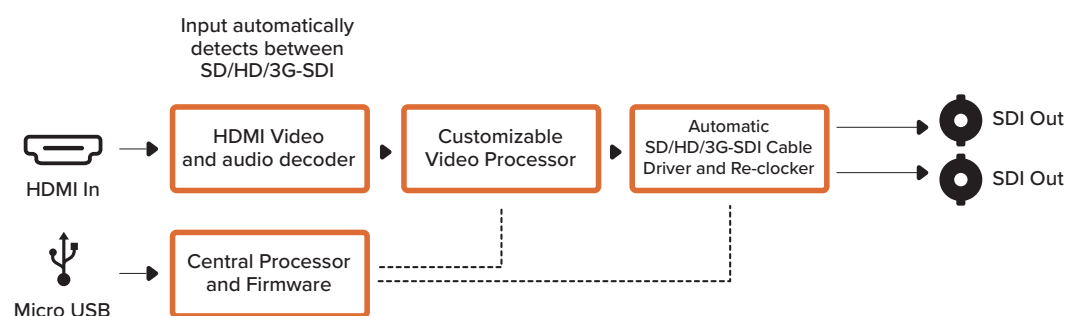 Input automatically
detects between
SD/HD/3G-SDI
HDMI In
HDMI Video
and audio decoder
Customizable
Video Processor
Automatic
SD/HD/3G-SDI Cable
Driver and Re-clocker
SDI Out
SDI Out
Micro USB
Central Processor
and Firmware